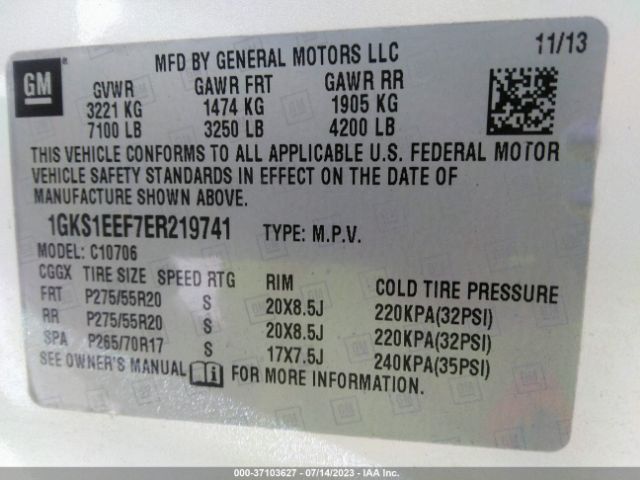 GM
MFD BY GENERAL MOTORS LLC
11/13
GVWR GAWR FRT GAWR RR
3221 KG 1474 KG 1905 KG
7100 LB 3250 LB 4200 LB
THIS VEHICLE CONFORMS TO ALL APPLICABLE U.S. FEDERAL MOTOR
VEHICLE SAFETY STANDARDS IN EFFECT ON THE DATE OF
MANUFACTURE SHOWN ABOVE.
1GKS1EEF7ER219741 TYPE: M.P.V.
MODEL: C10706
CGGX TIRE SIZE SPEED RTG RIM COLD TIRE PRESSURE
FRT P275/55R20 S 20X8.5J 220KPA(32PSI)
RR P275/55R20 S 20X8.5J 220KPA(32PSI)
SPA P265/70R17 S 17X7.5J 240KPA(35PSI)
SEE OWNER'S MANUAL FOR MORE INFORMATION.
000-37103627 - 07/14/2023 - IAAI CERTIFIED